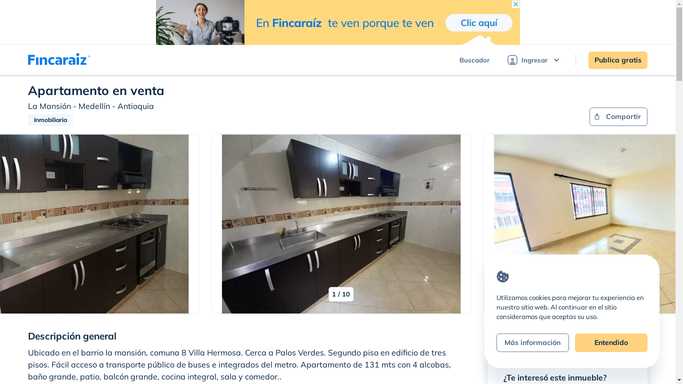 En Fincaraíz te ven porque te ven
Clic aquí
Fincaraiz
Buscador
Ingresar
Publica gratis
Apartamento en venta
La Mansión - Medellín - Antioquia
Inmobiliaria
Compartir
1 / 10
Utilizamos cookies para mejorar tu experiencia en
nuestro sitio web. Al continuar en el sitio
consideramos que aceptas su uso.
Más información
Entendido
Descripción general
Ubicado en el barrio la mansión, comuna 8 Villa Hermosa. Cerca a Palos Verdes. Segundo piso en edificio de tres
pisos. Fácil acceso a transporte público de buses e integrados del metro. Apartamento de 131 mts con 4 alcobas,
baño grande, patio, balcón grande, cocina integral, sala y comedor..
¿Te interesó este inmueble?